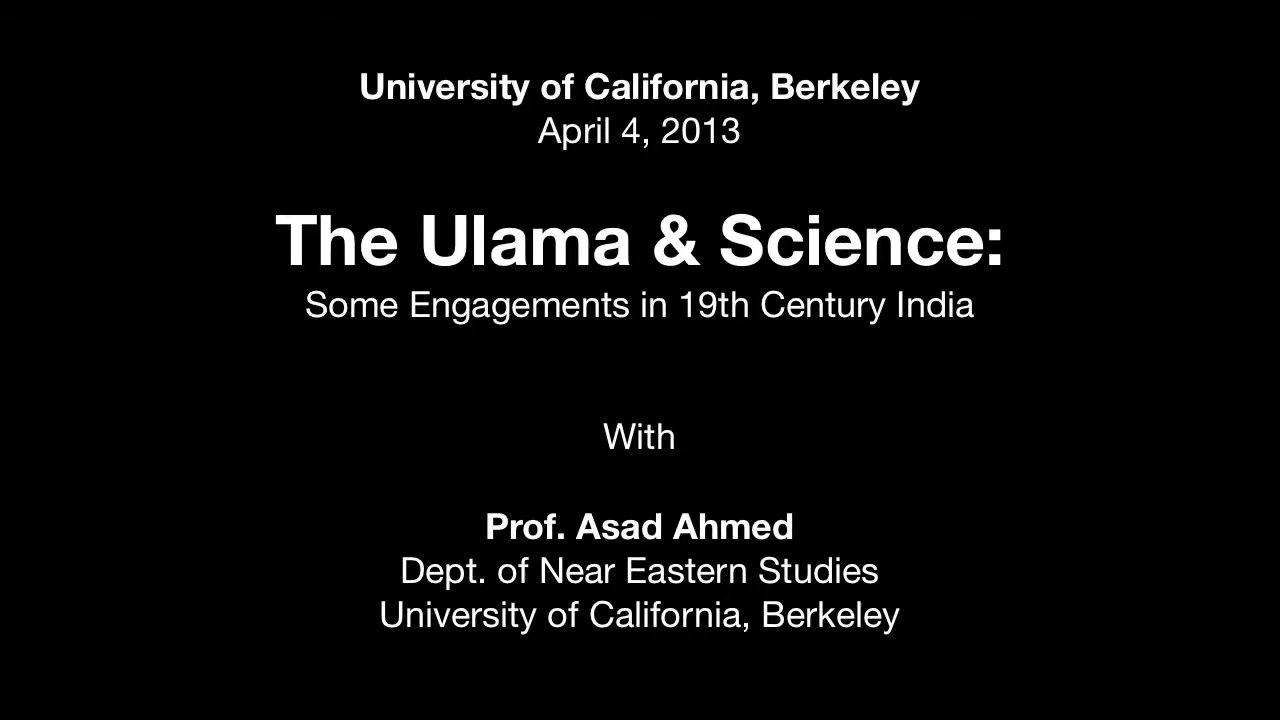 University of California, Berkeley
April 4, 2013
The Ulama & Science:
Some Engagements in 19th Century India
With
Prof. Asad Ahmed
Dept. of Near Eastern Studies
University of California, Berkeley